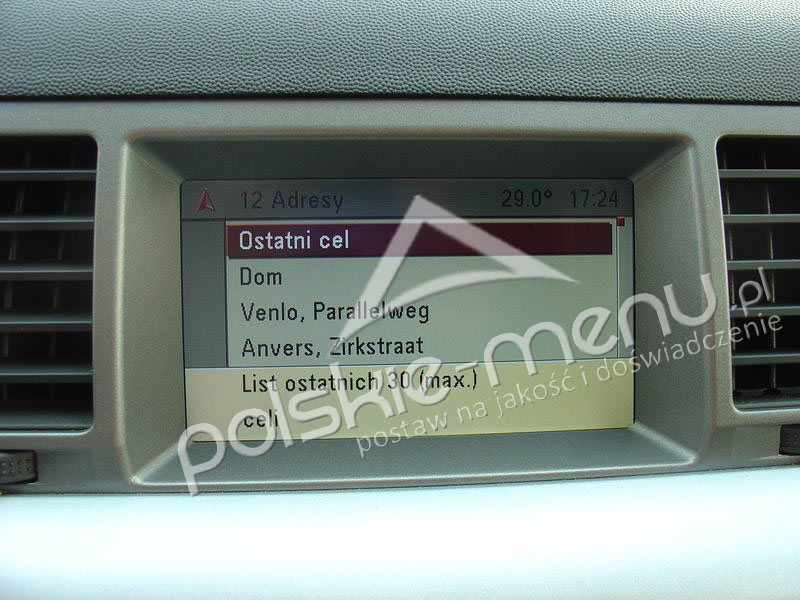 12 Adresy 29.0° 17:24
Ostatni cel
Dom
Venlo, Parallelweg
Anvers, Zirkstraat
List ostatnich 30 (max.)
celi
polskie-menu.pl
postaw na jakość i doświadczenie